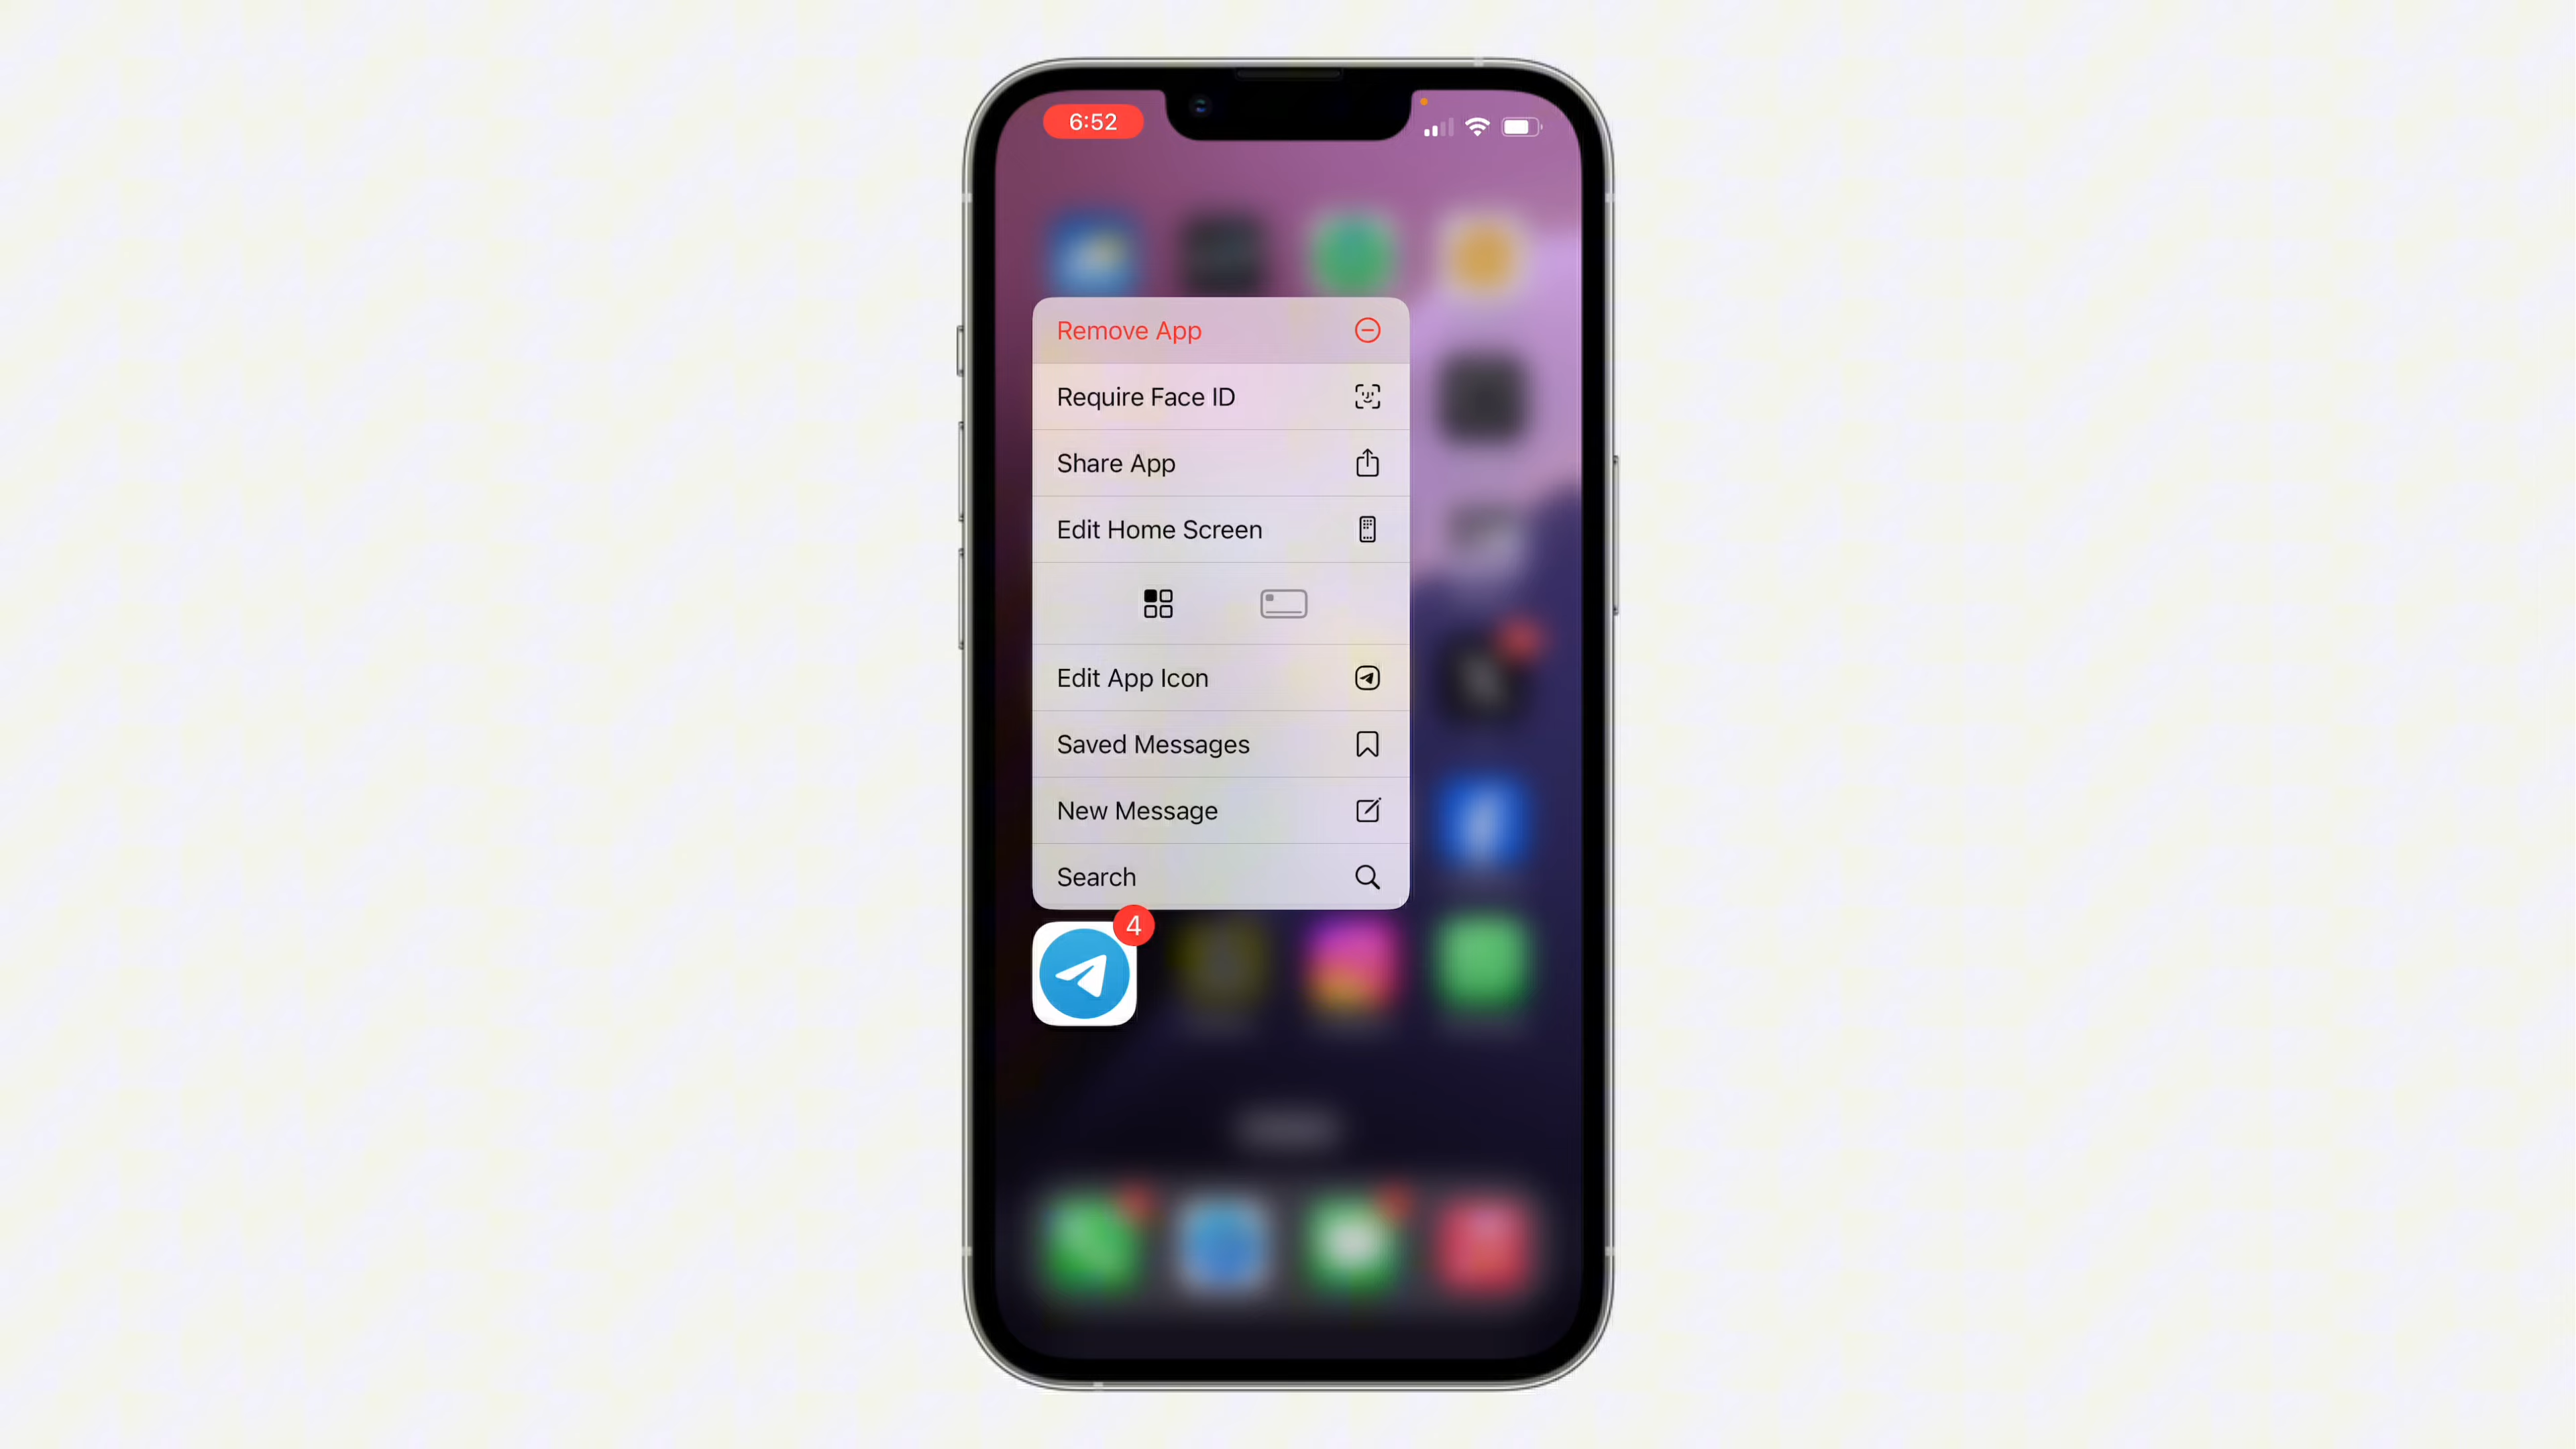 6:52
Remove App
Require Face ID
Share App
Edit Home Screen
Edit App Icon
Saved Messages
New Message
Search
4